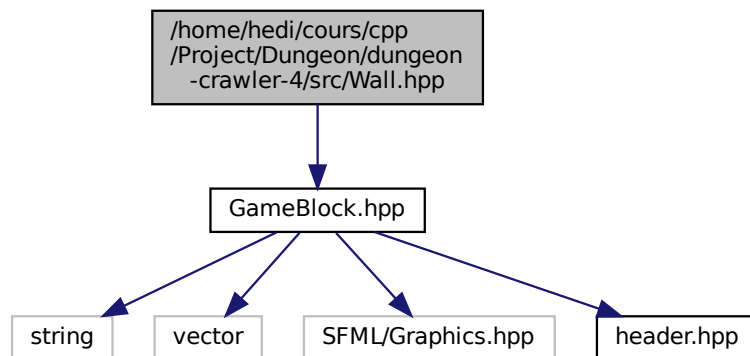 /home/hedi/cours/cpp
/Project/Dungeon/dungeon
-crawler-4/src/Wall.hpp
GameBlock.hpp
string
vector
SFML/Graphics.hpp
header.hpp